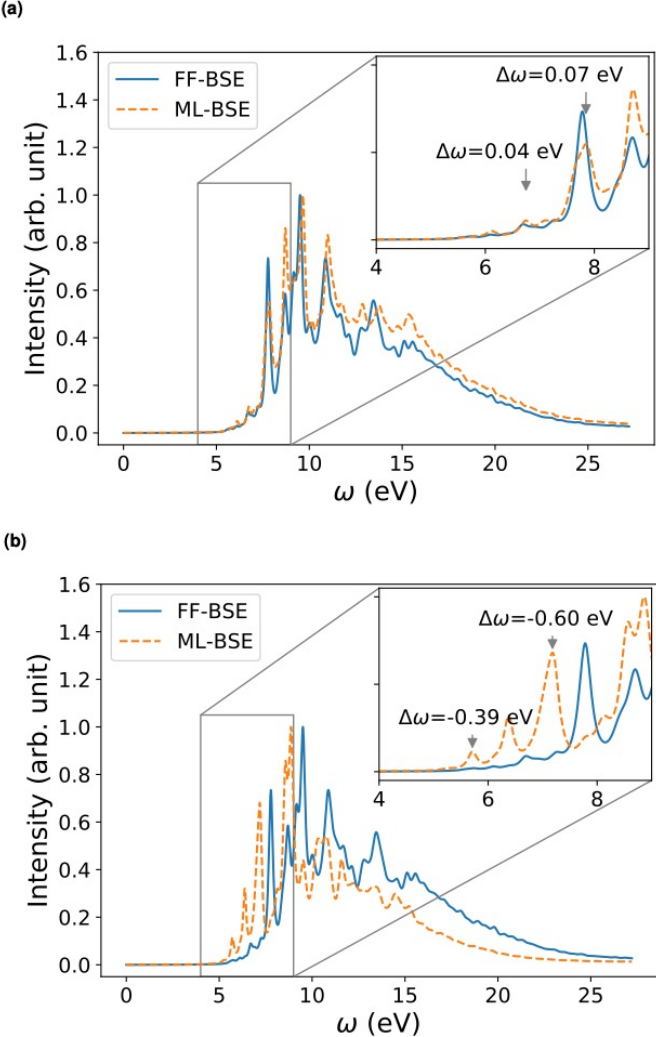 (a)
1.6
1.4
1.2
1.0
0.8
0.6
0.4
0.2
0.0
Intensity (arb. unit)
FF-BSE
ML-BSE
Δω=0.07 eV
Δω=0.04 eV
4 6 8
0 5 10 15 20 25
ω (eV)
(b)
1.6
1.4
1.2
1.0
0.8
0.6
0.4
0.2
0.0
Intensity (arb. unit)
FF-BSE
ML-BSE
Δω=-0.60 eV
Δω=-0.39 eV
4 6 8
0 5 10 15 20 25
ω (eV)